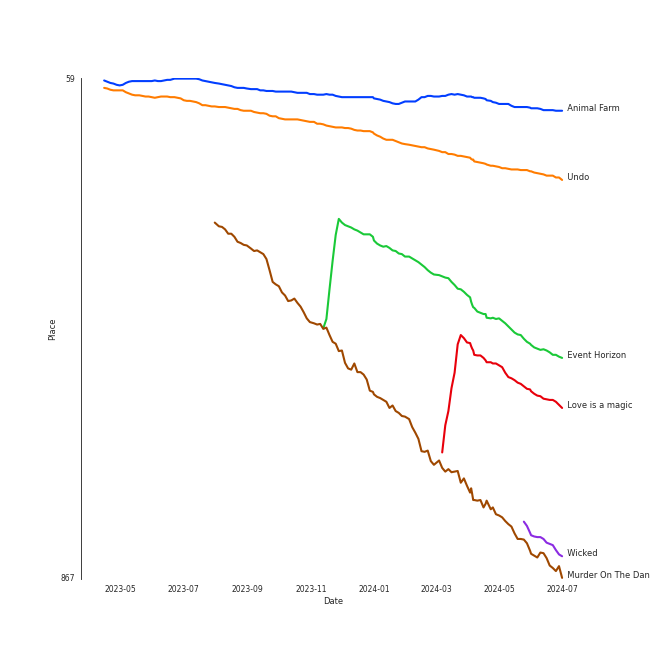 59
Animal Farm
Undo
Place
Event Horizon
Love is a magic
Wicked
Murder On The Dan
867
2023-05
2023-07
2023-09
2023-11
2024-01
2024-03
2024-05
2024-07
Date